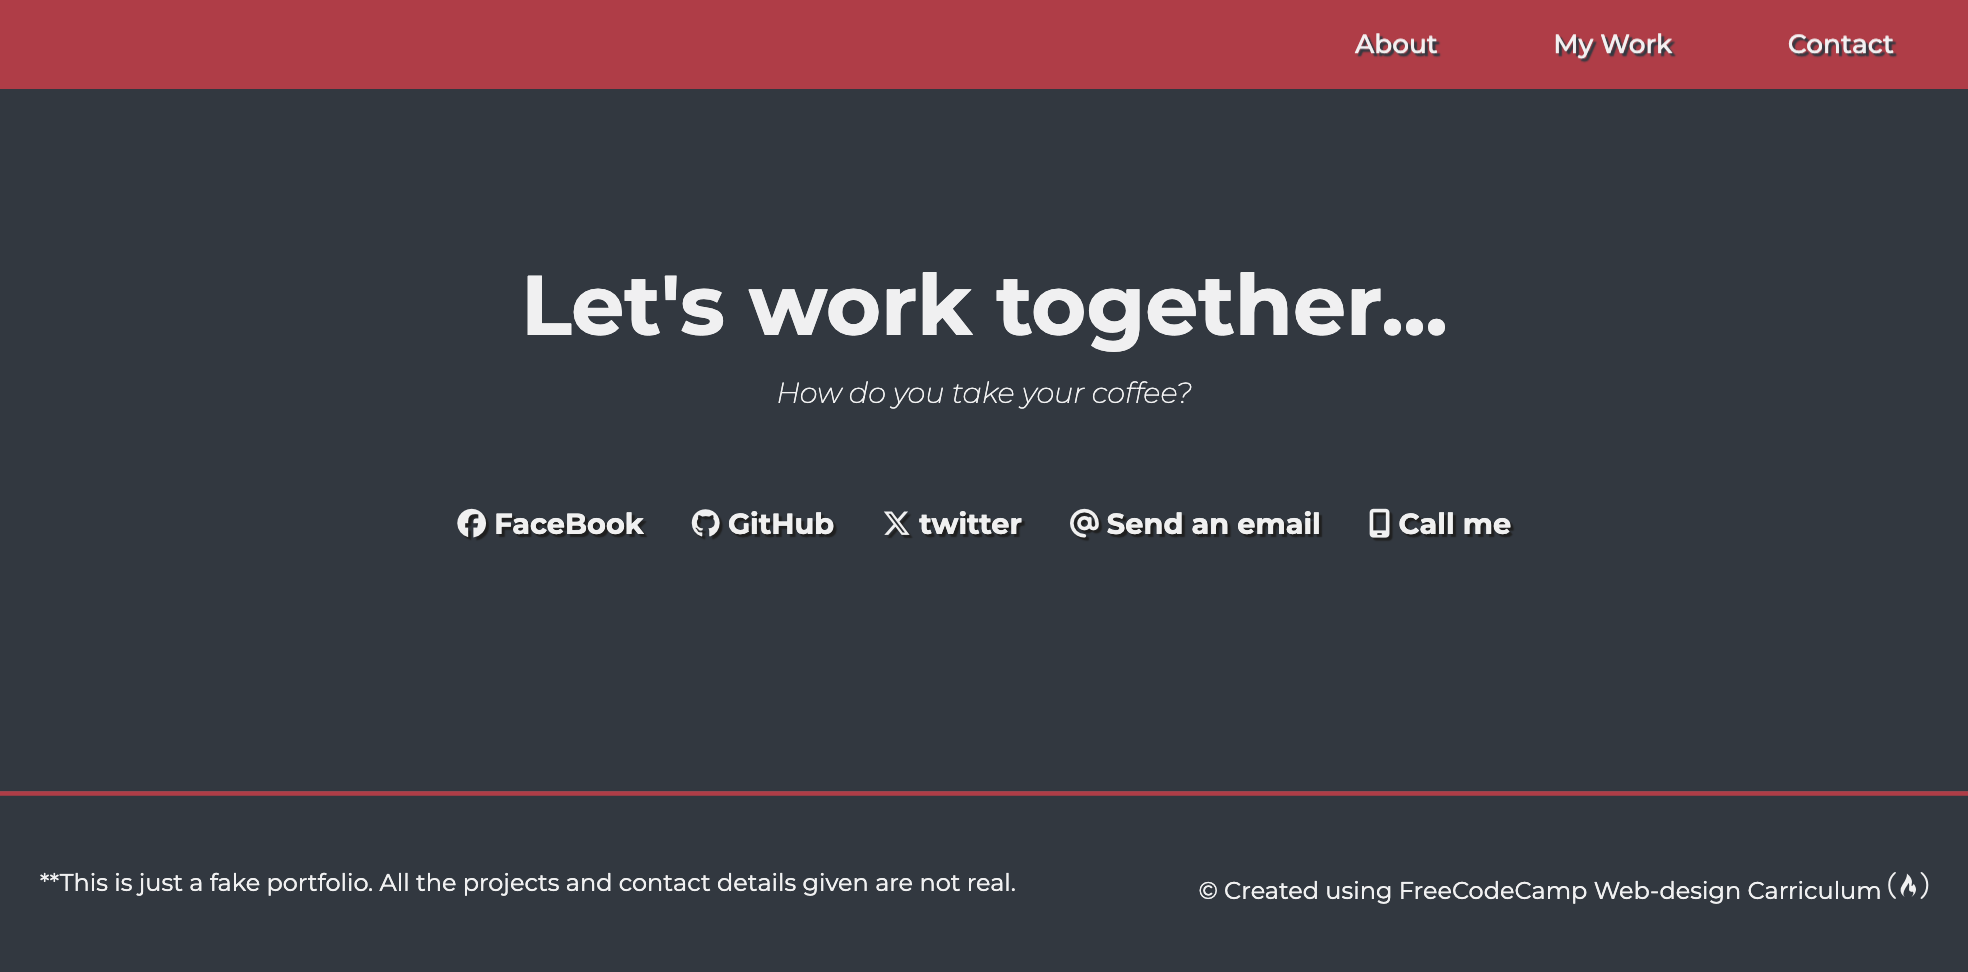 About My Work Contact
Let's work together...
How do you take your coffee?
FaceBook GitHub twitter Send an email Call me
**This is just a fake portfolio. All the projects and contact details given are not real.
© Created using FreeCodeCamp Web-design Carriculum